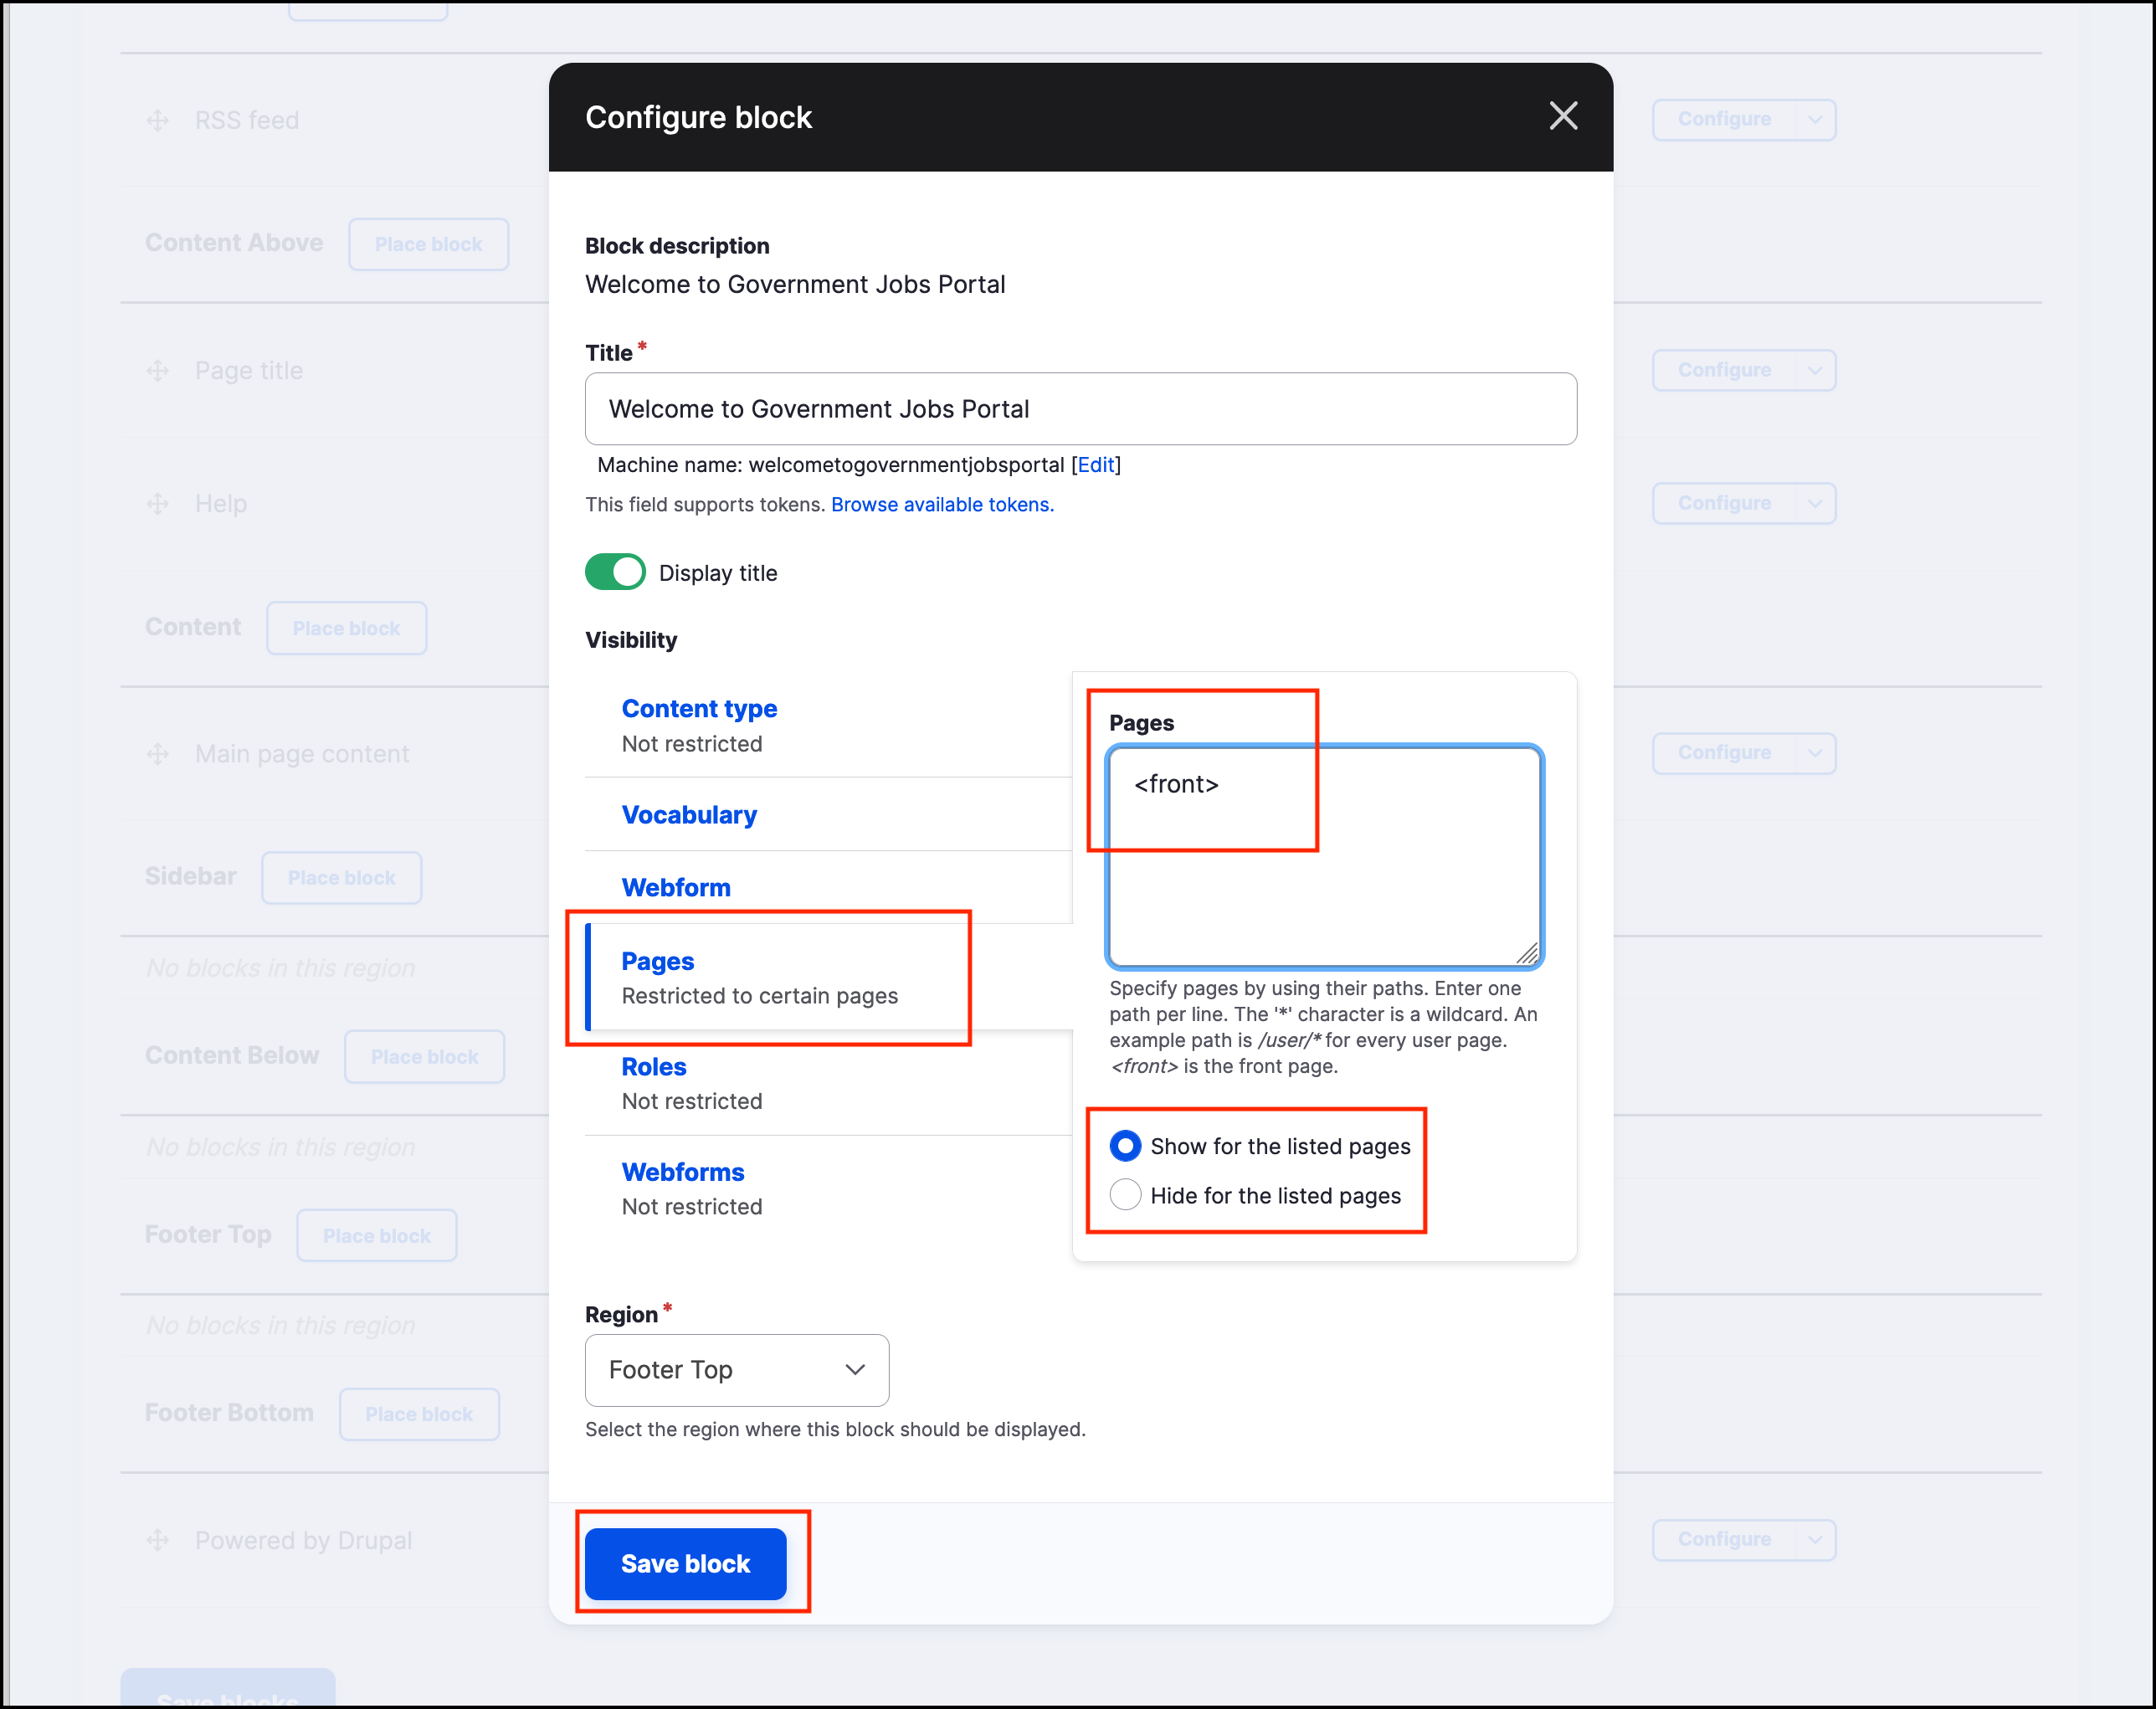 Configure block
Block description
Welcome to Government Jobs Portal
Title *
Welcome to Government Jobs Portal
Machine name: welcometogovernmentjobsportal [Edit]
This field supports tokens. Browse available tokens.
Display title
Visibility
Content type
Not restricted
Vocabulary
Webform
Pages
Restricted to certain pages
Roles
Not restricted
Webforms
Not restricted
Pages
<front>
Specify pages by using their paths. Enter one
path per line. The '*' character is a wildcard. An
example path is /user/* for every user page.
<front> is the front page.
Show for the listed pages
Hide for the listed pages
Region *
Footer Top
Select the region where this block should be displayed.
Save block
RSS feed
Configure
Content Above
Place block
Page title
Configure
Help
Configure
Content
Place block
Main page content
Configure
Sidebar
Place block
No blocks in this region
Content Below
Place block
No blocks in this region
Footer Top
Place block
No blocks in this region
Footer Bottom
Place block
Powered by Drupal
Configure
Save blocks